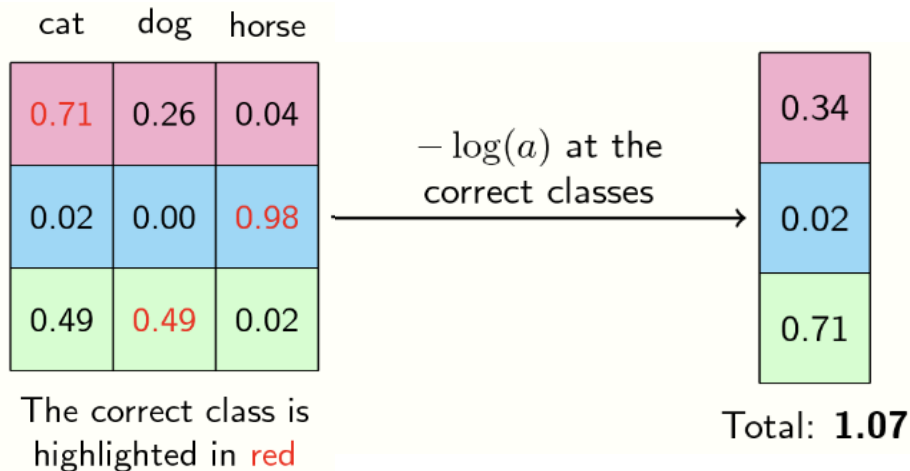 cat dog horse
0.71 0.26 0.04
0.02 0.00 0.98
0.49 0.49 0.02
The correct class is
highlighted in red
− log(a) at the
correct classes
0.34
0.02
0.71
Total: 1.07